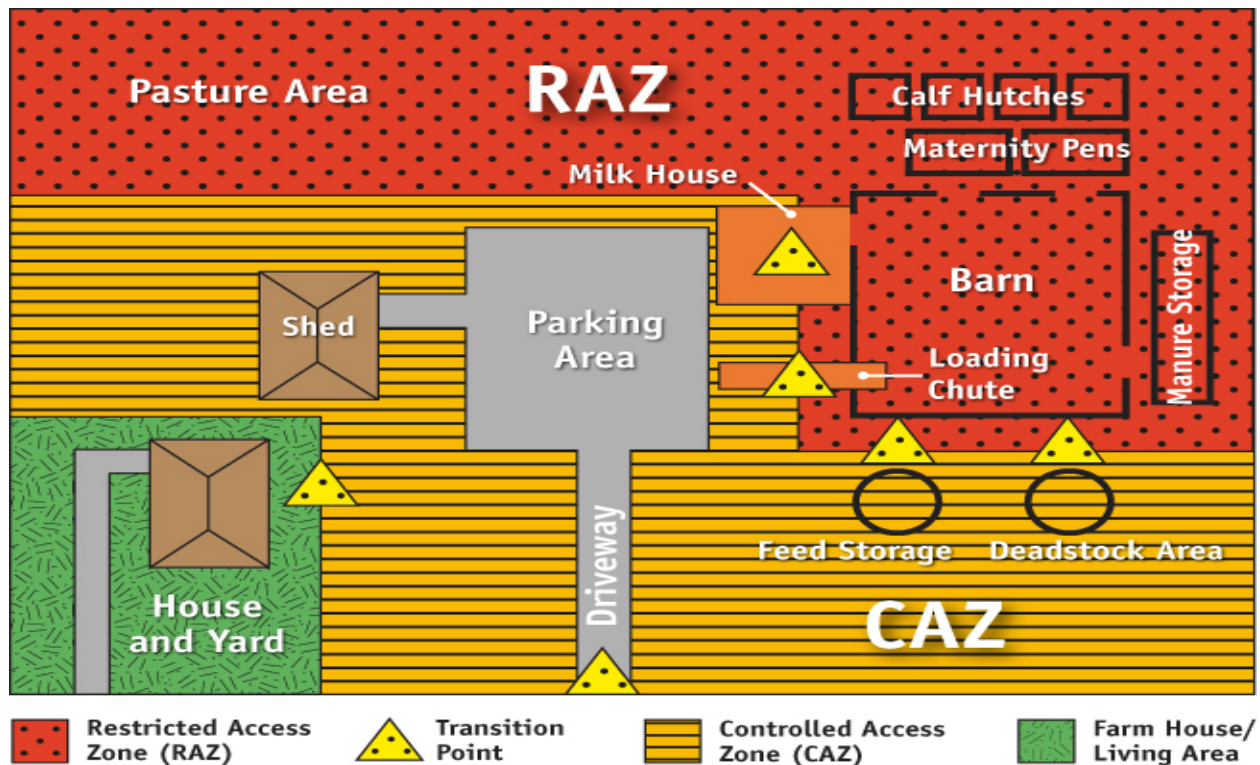 Pasture Area
RAZ
Calf Hutches
Maternity Pens
Milk House
Manure Storage
Barn
Shed
Parking
Area
Loading
Chute
Driveway
Feed Storage
Deadstock Area
House
and Yard
CAZ
Restricted Access
Zone (RAZ)
Transition
Point
Controlled Access
Zone (CAZ)
Farm House/
Living Area